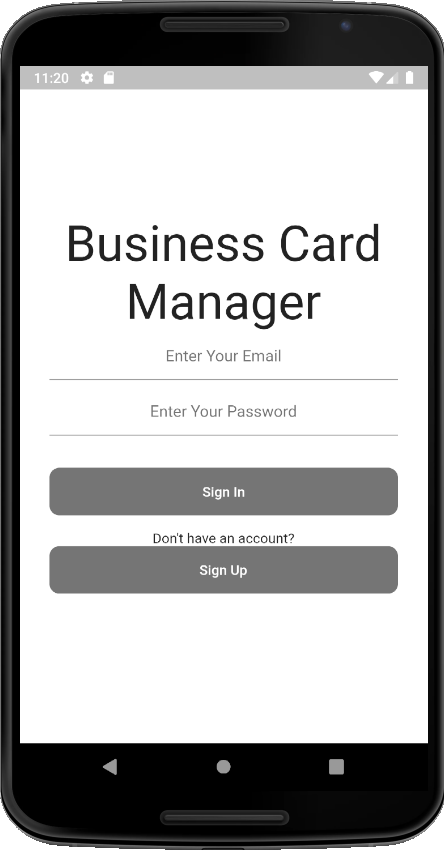 11:20
Business Card
Manager
Enter Your Email
Enter Your Password
Sign In
Don't have an account?
Sign Up